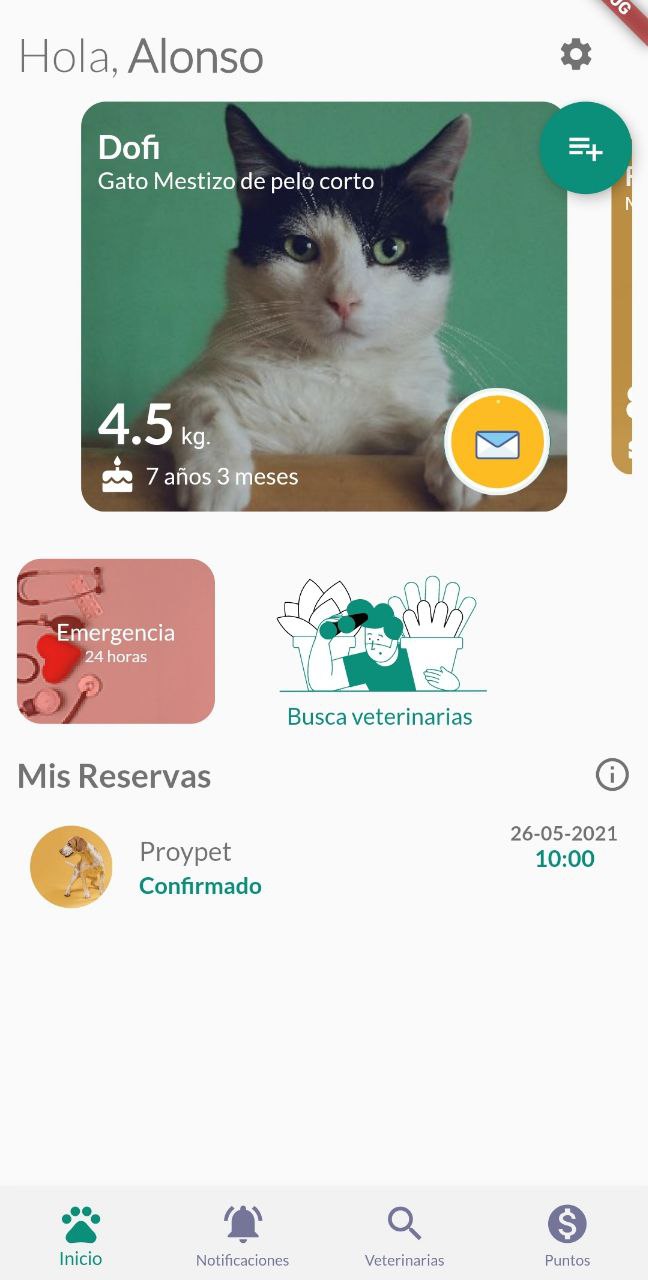 Hola, Alonso
Dofi
Gato Mestizo de pelo corto
4.5 kg.
7 años 3 meses
Emergencia
24 horas
Busca veterinarias
Mis Reservas
Proypet
26-05-2021
Confirmado
10:00
Inicio
Notificaciones
Veterinarias
Puntos